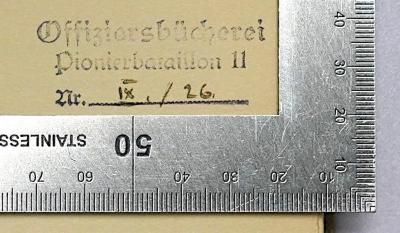 Offiziersbücherei
Pionierbataillon 11
Nr. IX. / 26.
40
30
20
10
STAINLESS
50
70
60
40
30
20
10